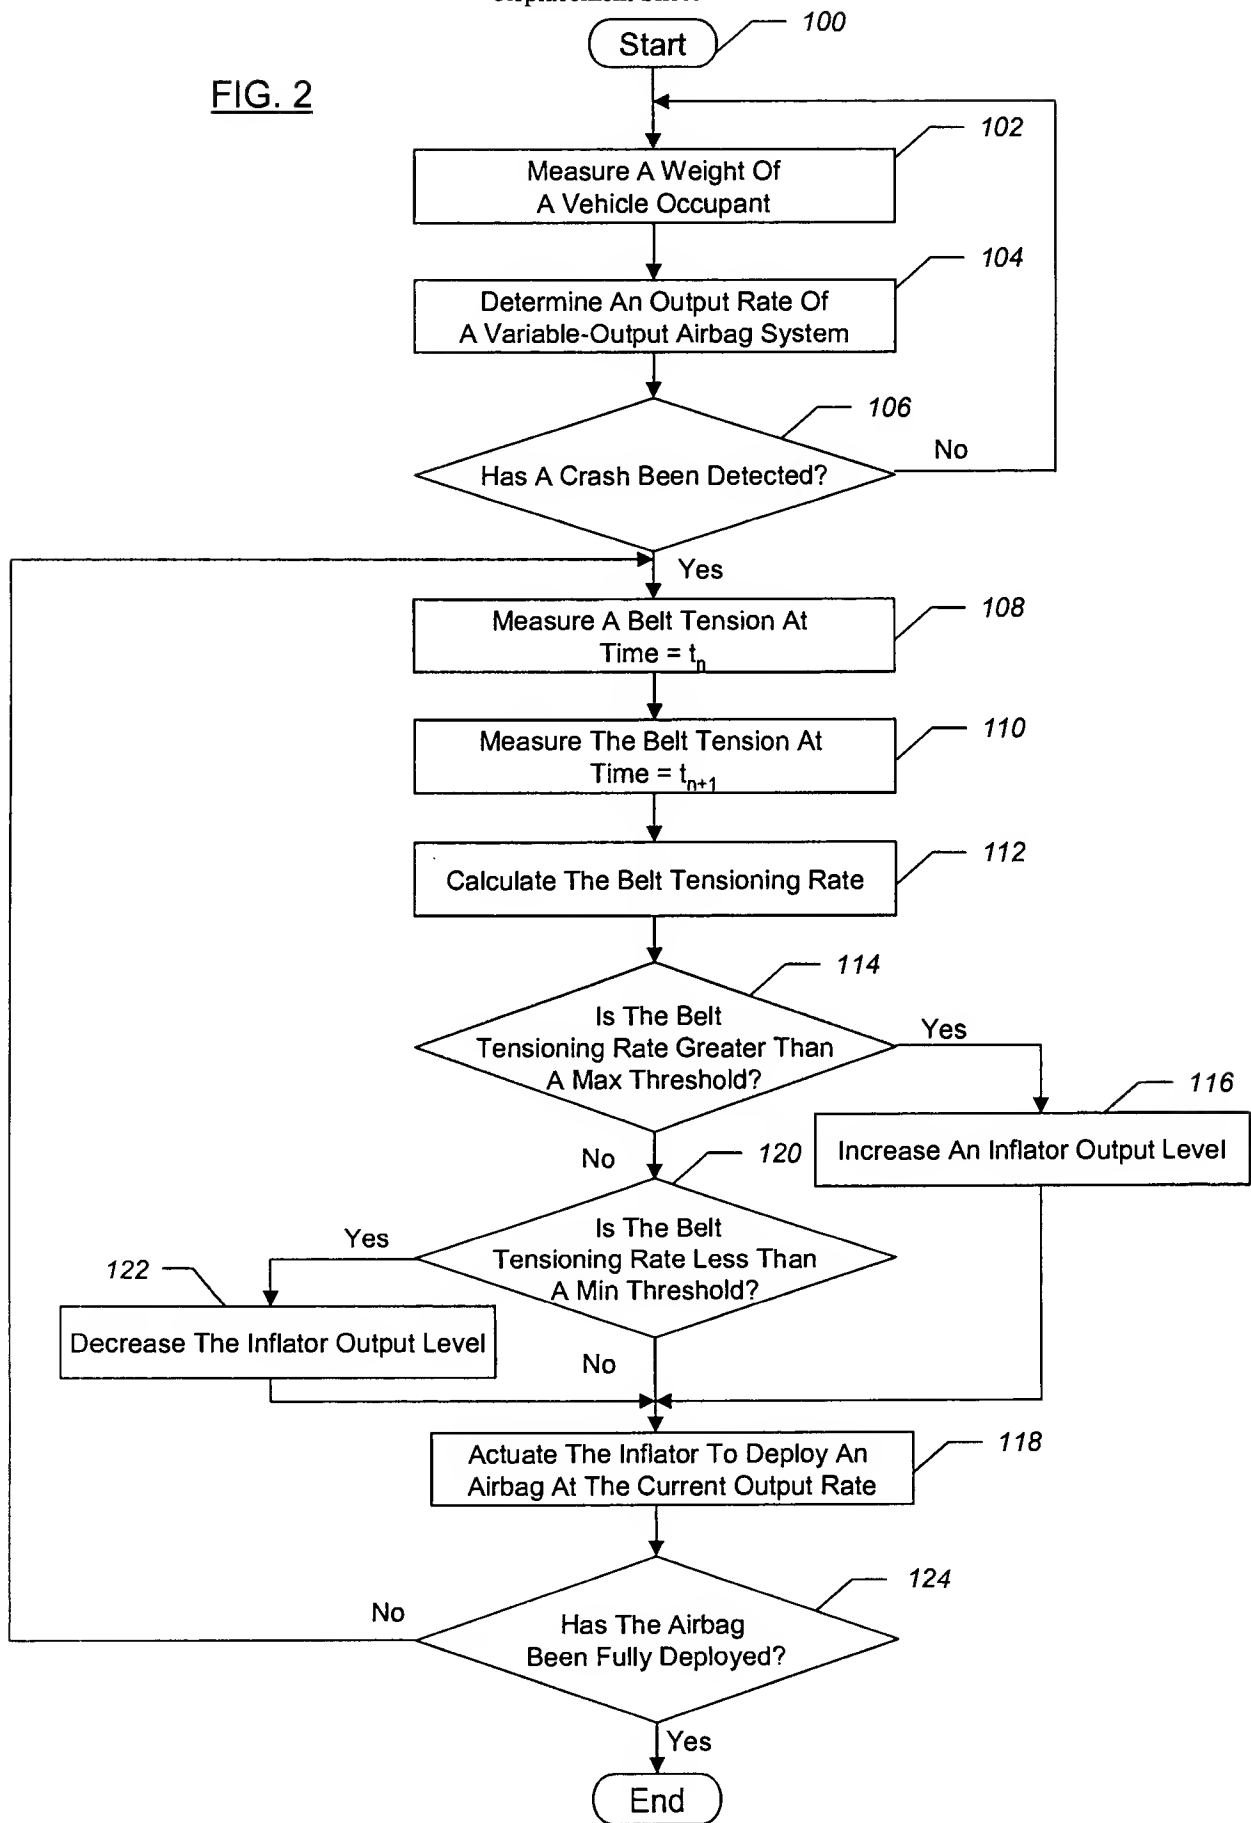 Start
100
FIG. 2
102
Measure A Weight Of
A Vehicle Occupant
104
Determine An Output Rate Of
A Variable-Output Airbag System
106
Has A Crash Been Detected?
No
Yes
108
Measure A Belt Tension At
Time = tn
110
Measure The Belt Tension At
Time = tn+1
112
Calculate The Belt Tensioning Rate
114
Is The Belt
Tensioning Rate Greater Than
A Max Threshold?
Yes
116
Increase An Inflator Output Level
No
120
Is The Belt
Tensioning Rate Less Than
A Min Threshold?
Yes
122
Decrease The Inflator Output Level
No
118
Actuate The Inflator To Deploy An
Airbag At The Current Output Rate
124
Has The Airbag
Been Fully Deployed?
No
Yes
End